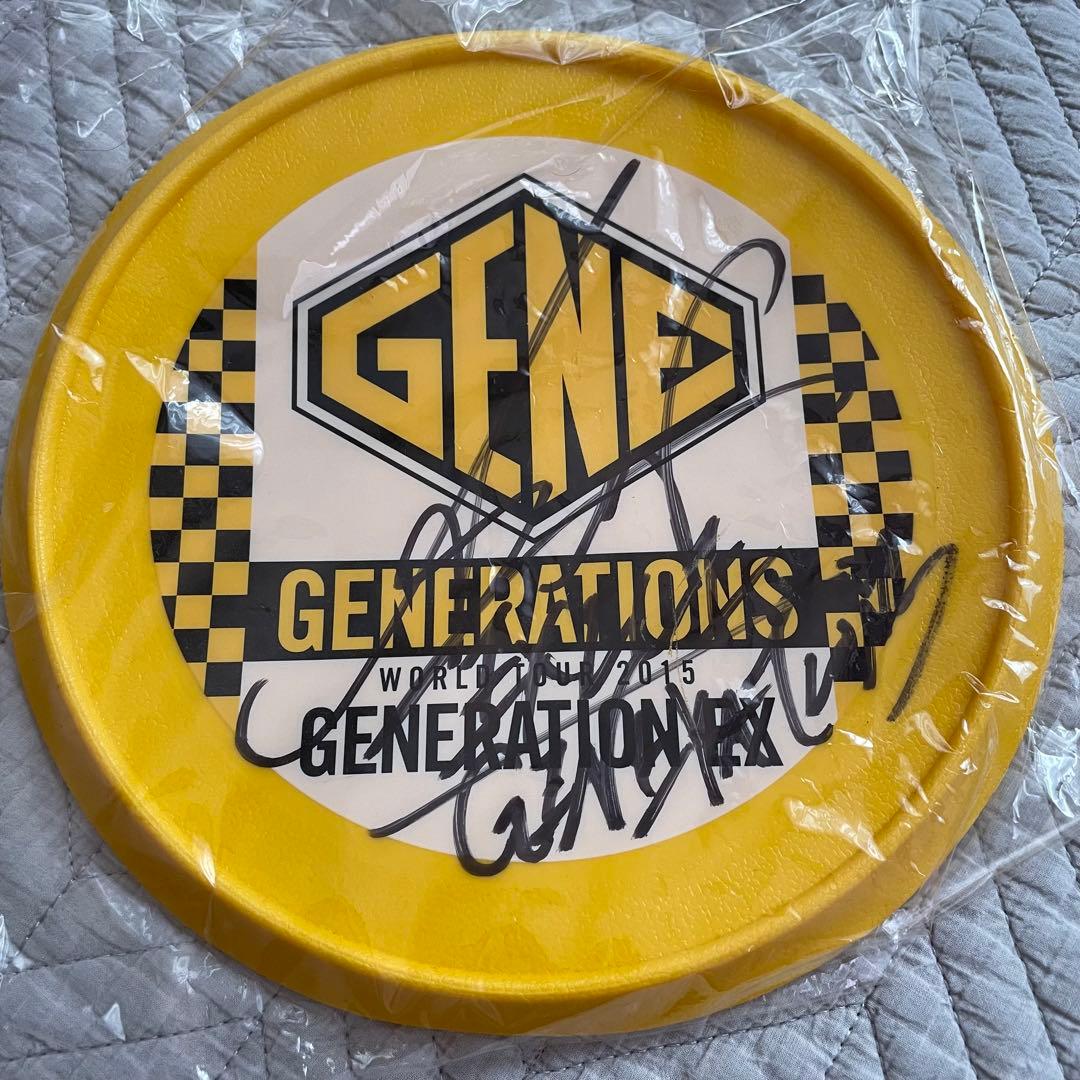 GENE
GENERATIONS
WORLD TOUR 2015
GENERATION EX